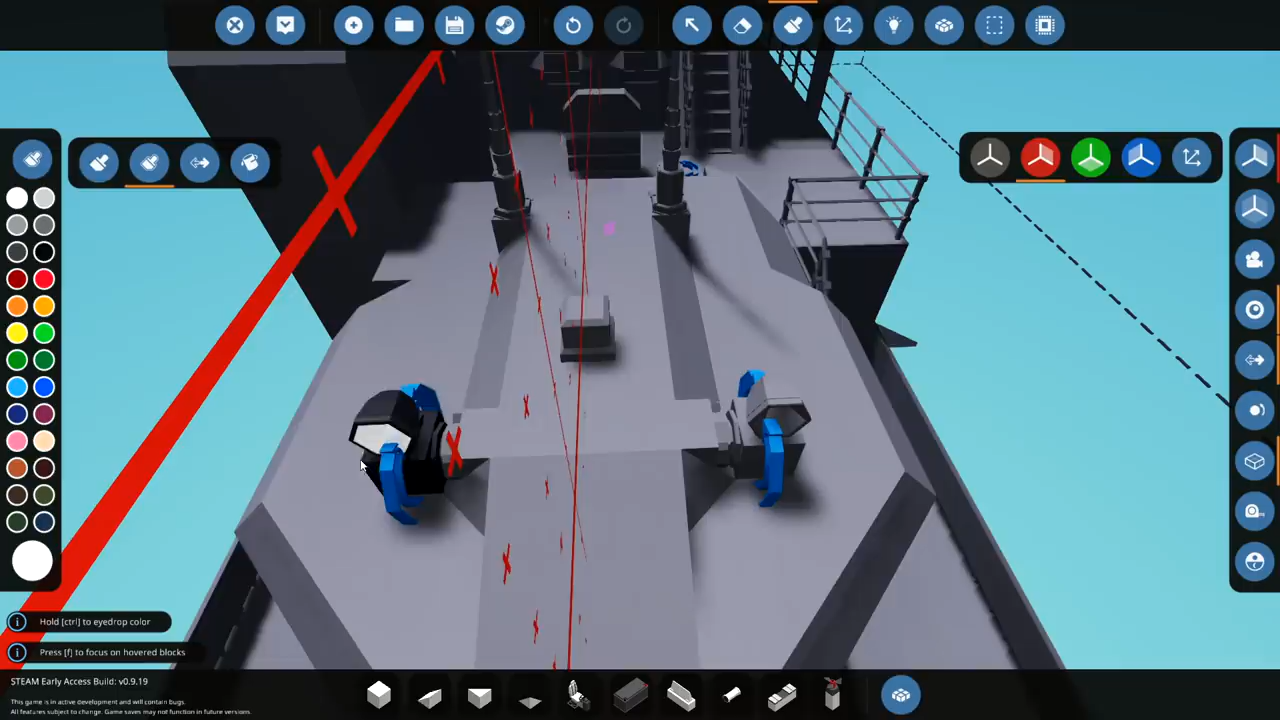 Hold [ctrl] to eyedrop color
Press [f] to focus on hovered blocks
STEAM Early Access Build: v0.9.19
This game is in active development and will contain bugs.
All features subject to change. Game saves may not function in future versions.